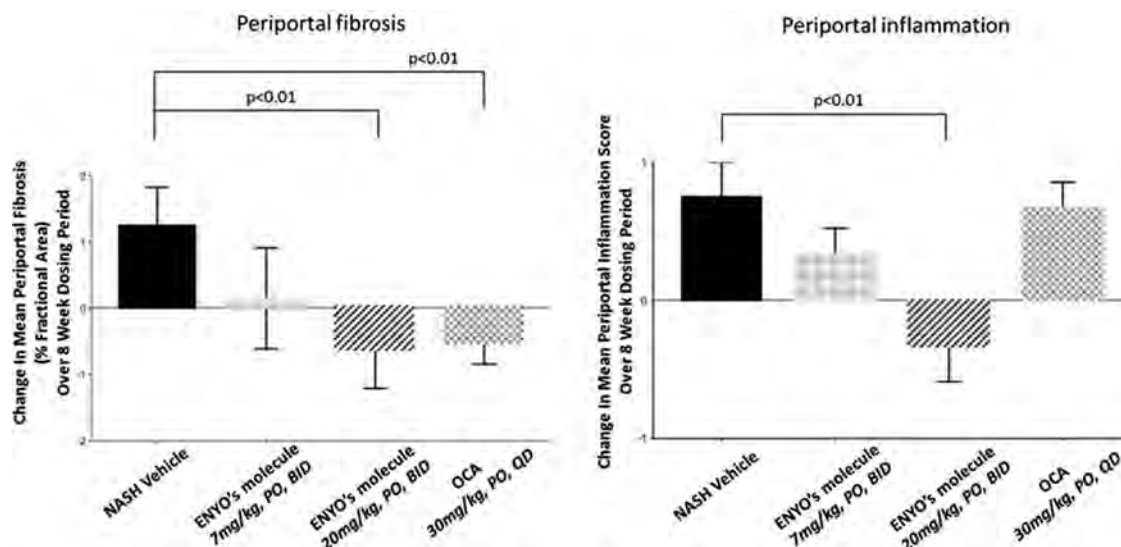 Periportal fibrosis
p<0.01
p<0.01
Change In Mean Periportal Fibrosis
(% Fractional Area)
Over 8 Week Dosing Period
2
1
0
-1
-2
NASH Vehicle
ENYO's molecule
7mg/kg, PO, BID
ENYO's molecule
20mg/kg, PO, BID
OCA
30mg/kg, PO, QD
Periportal inflammation
p<0.01
Change In Mean Periportal Inflammation Score
Over 8 Week Dosing Period
1
0
-1
NASH Vehicle
ENYO's molecule
7mg/kg, PO, BID
ENYO's molecule
20mg/kg, PO, BID
OCA
30mg/kg, PO, QD